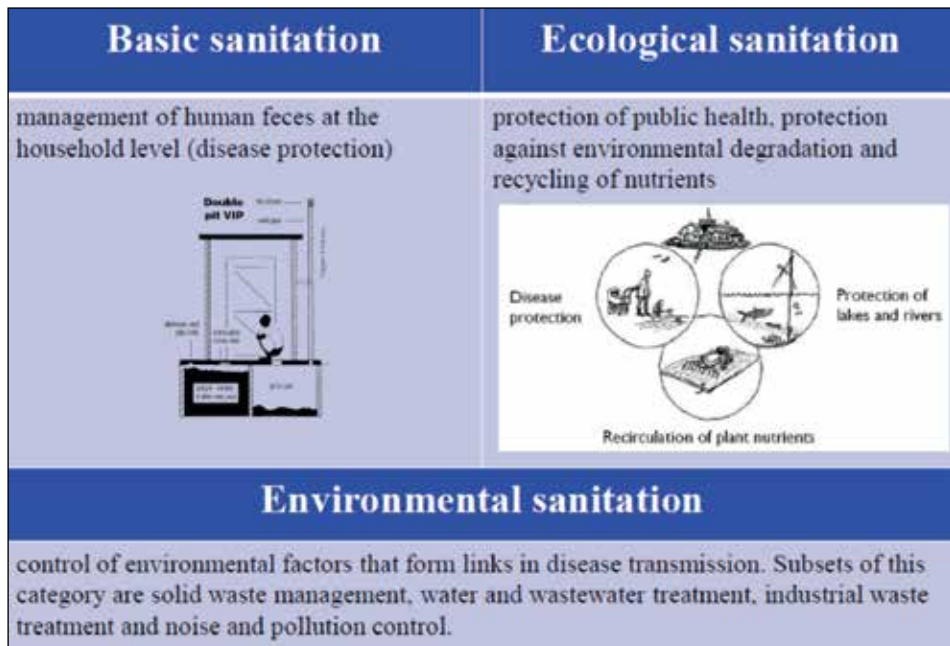 Basic sanitation
Ecological sanitation
management of human feces at the
household level (disease protection)
protection of public health, protection
against environmental degradation and
recycling of nutrients
Double
pit VIP
Disease
protection
Protection of
lakes and rivers
Recirculation of plant nutrients
Environmental sanitation
control of environmental factors that form links in disease transmission. Subsets of this
category are solid waste management, water and wastewater treatment, industrial waste
treatment and noise and pollution control.